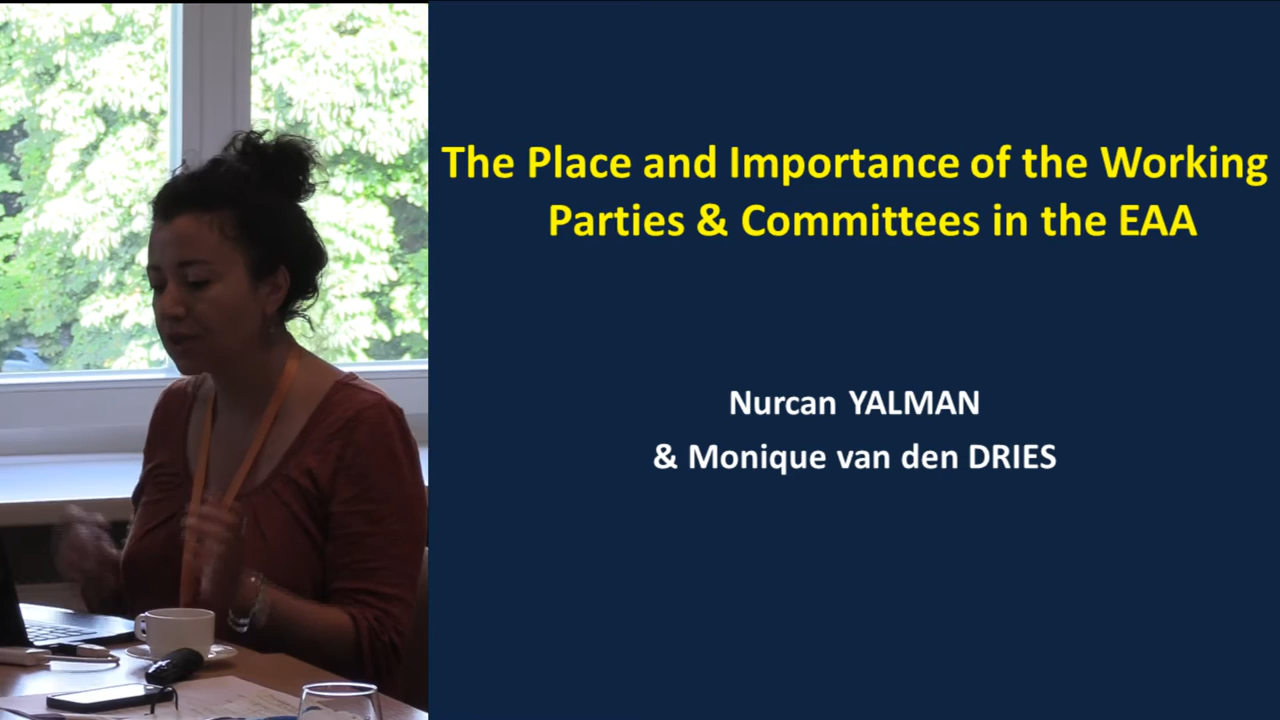 The Place and Importance of the Working
Parties & Committees in the EAA
Nurcan YALMAN
& Monique van den DRIES